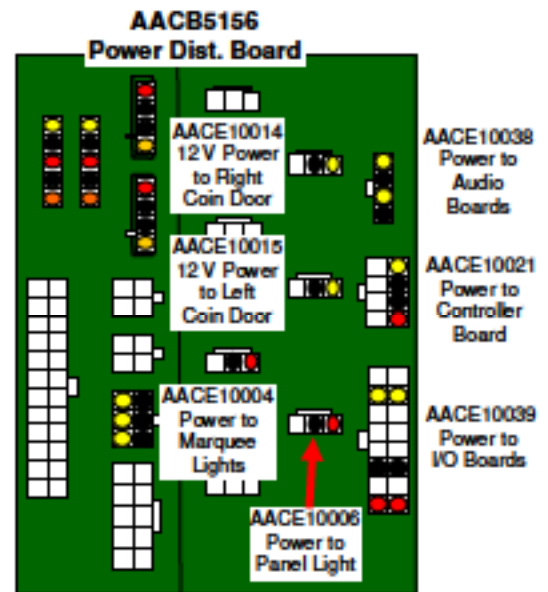 AACB5156
Power Dist. Board
AACE10014
12 V Power
to Right
Coin Door
AACE10015
12 V Power
to Left
Coin Door
AACE10004
Power to
Marquee
Lights
AACE10006
Power to
Panel Light
AACE10038
Power to
Audio
Boards
AACE10021
Power to
Controller
Board
AACE10039
Power to
I/O Boards